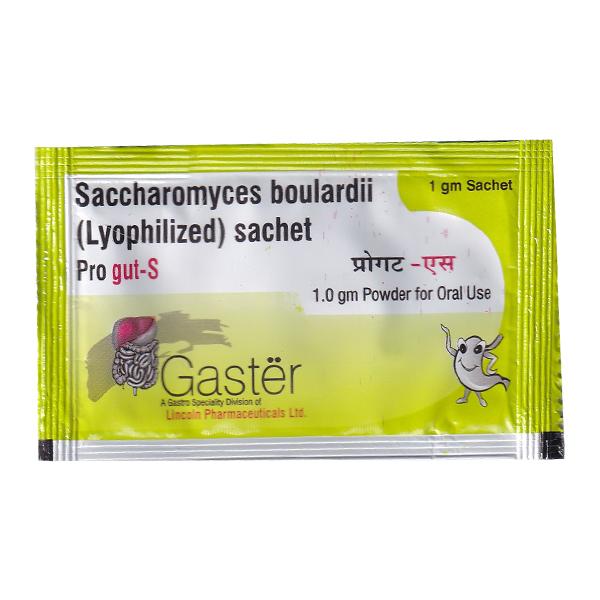 Saccharomyces boulardii
(Lyophilized) sachet
1 gm Sachet
Pro gut-S
प्रोगट -एस
1.0 gm Powder for Oral Use
Gastër
A Gastro Speciality Division of
Lincoln Pharmaceuticals Ltd.